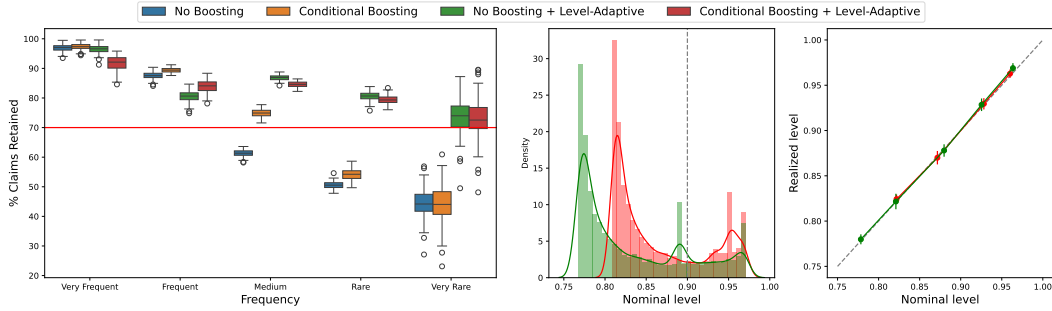 No Boosting Conditional Boosting No Boosting + Level-Adaptive Conditional Boosting + Level-Adaptive
% Claims Retained
100
90
80
70
60
50
40
30
20
Very Frequent Frequent Medium Rare Very Rare
Frequency
Density
30
25
20
15
10
5
0
0.75 0.80 0.85 0.90 0.95 1.00
Nominal level
Realized level
1.00
0.95
0.90
0.85
0.80
0.75
0.75 0.80 0.85 0.90 0.95 1.00
Nominal level